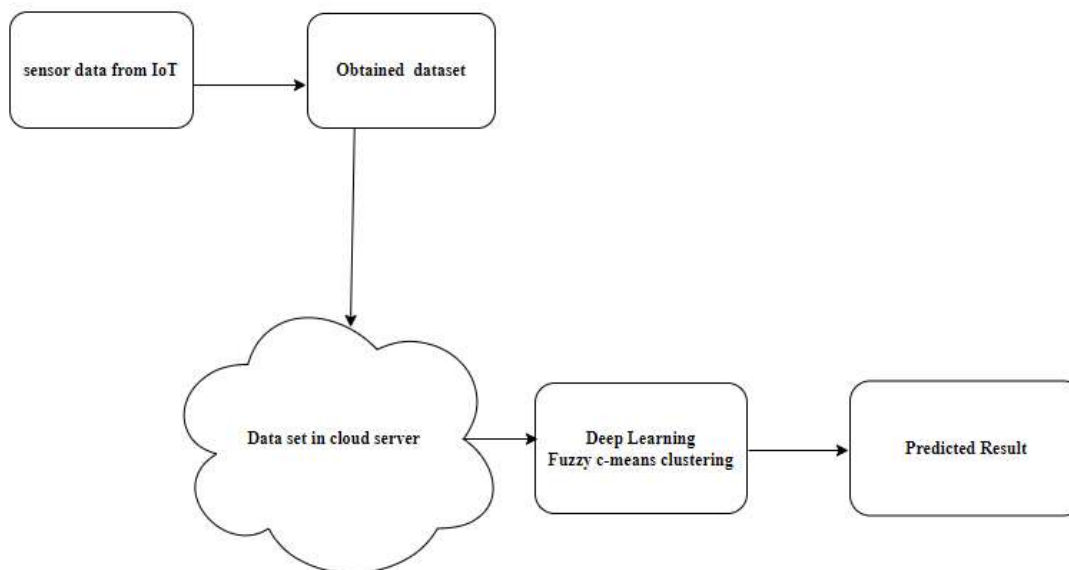 sensor data from IoT
Obtained dataset
Data set in cloud server
Deep Learning
Fuzzy c-means clustering
Predicted Result